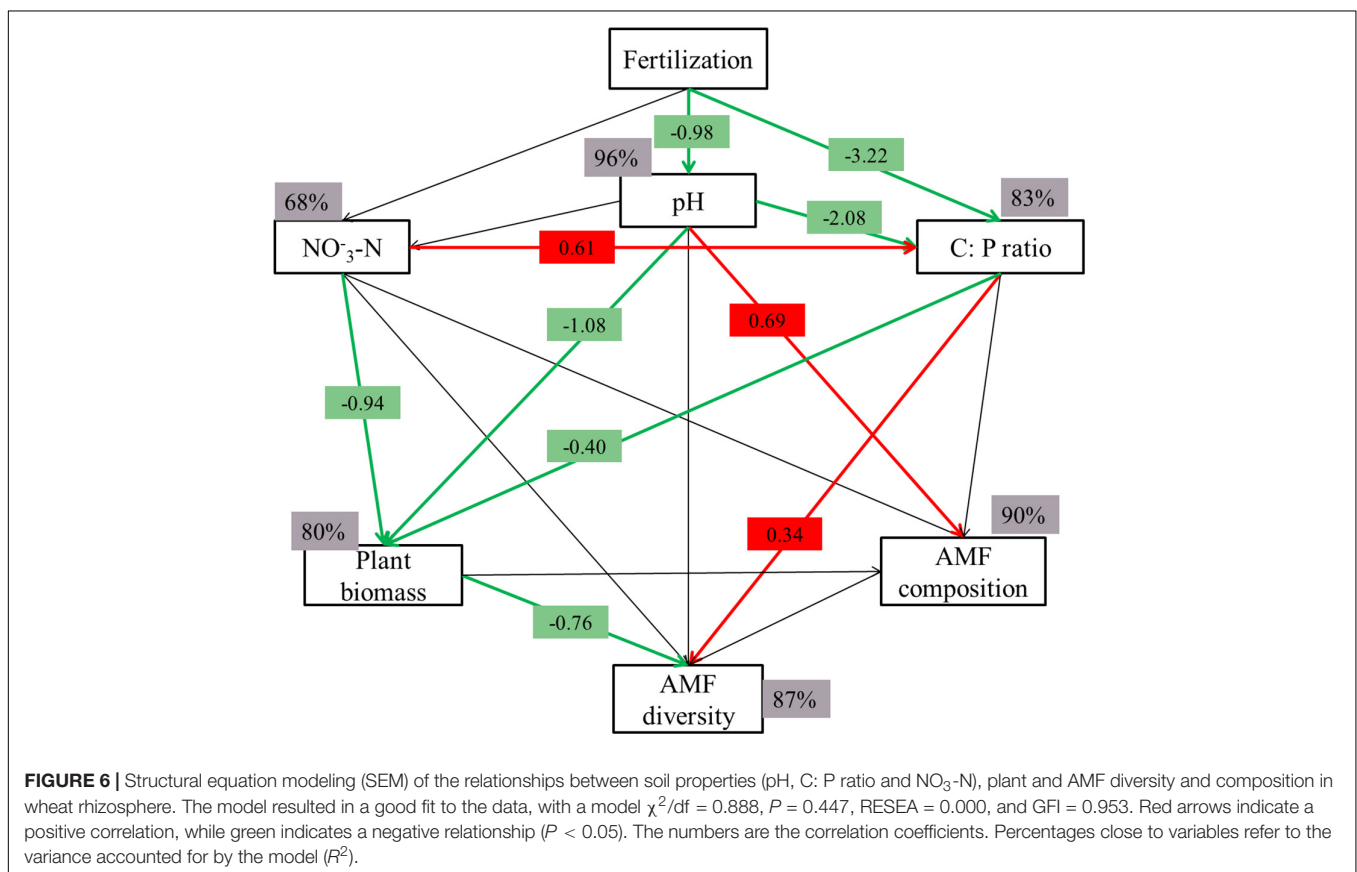 Fertilization
-0.98
96%
-3.22
68%
pH
83%
-2.08
NO⁻₃-N
0.61
C: P ratio
-1.08
0.69
-0.94
-0.40
80%
0.34
90%
Plant
biomass
AMF
composition
-0.76
AMF
diversity
87%
FIGURE 6 | Structural equation modeling (SEM) of the relationships between soil properties (pH, C: P ratio and NO₃-N), plant and AMF diversity and composition in
wheat rhizosphere. The model resulted in a good fit to the data, with a model χ²/df = 0.888, P = 0.447, RESEA = 0.000, and GFI = 0.953. Red arrows indicate a
positive correlation, while green indicates a negative relationship (P < 0.05). The numbers are the correlation coefficients. Percentages close to variables refer to the
variance accounted for by the model (R²).